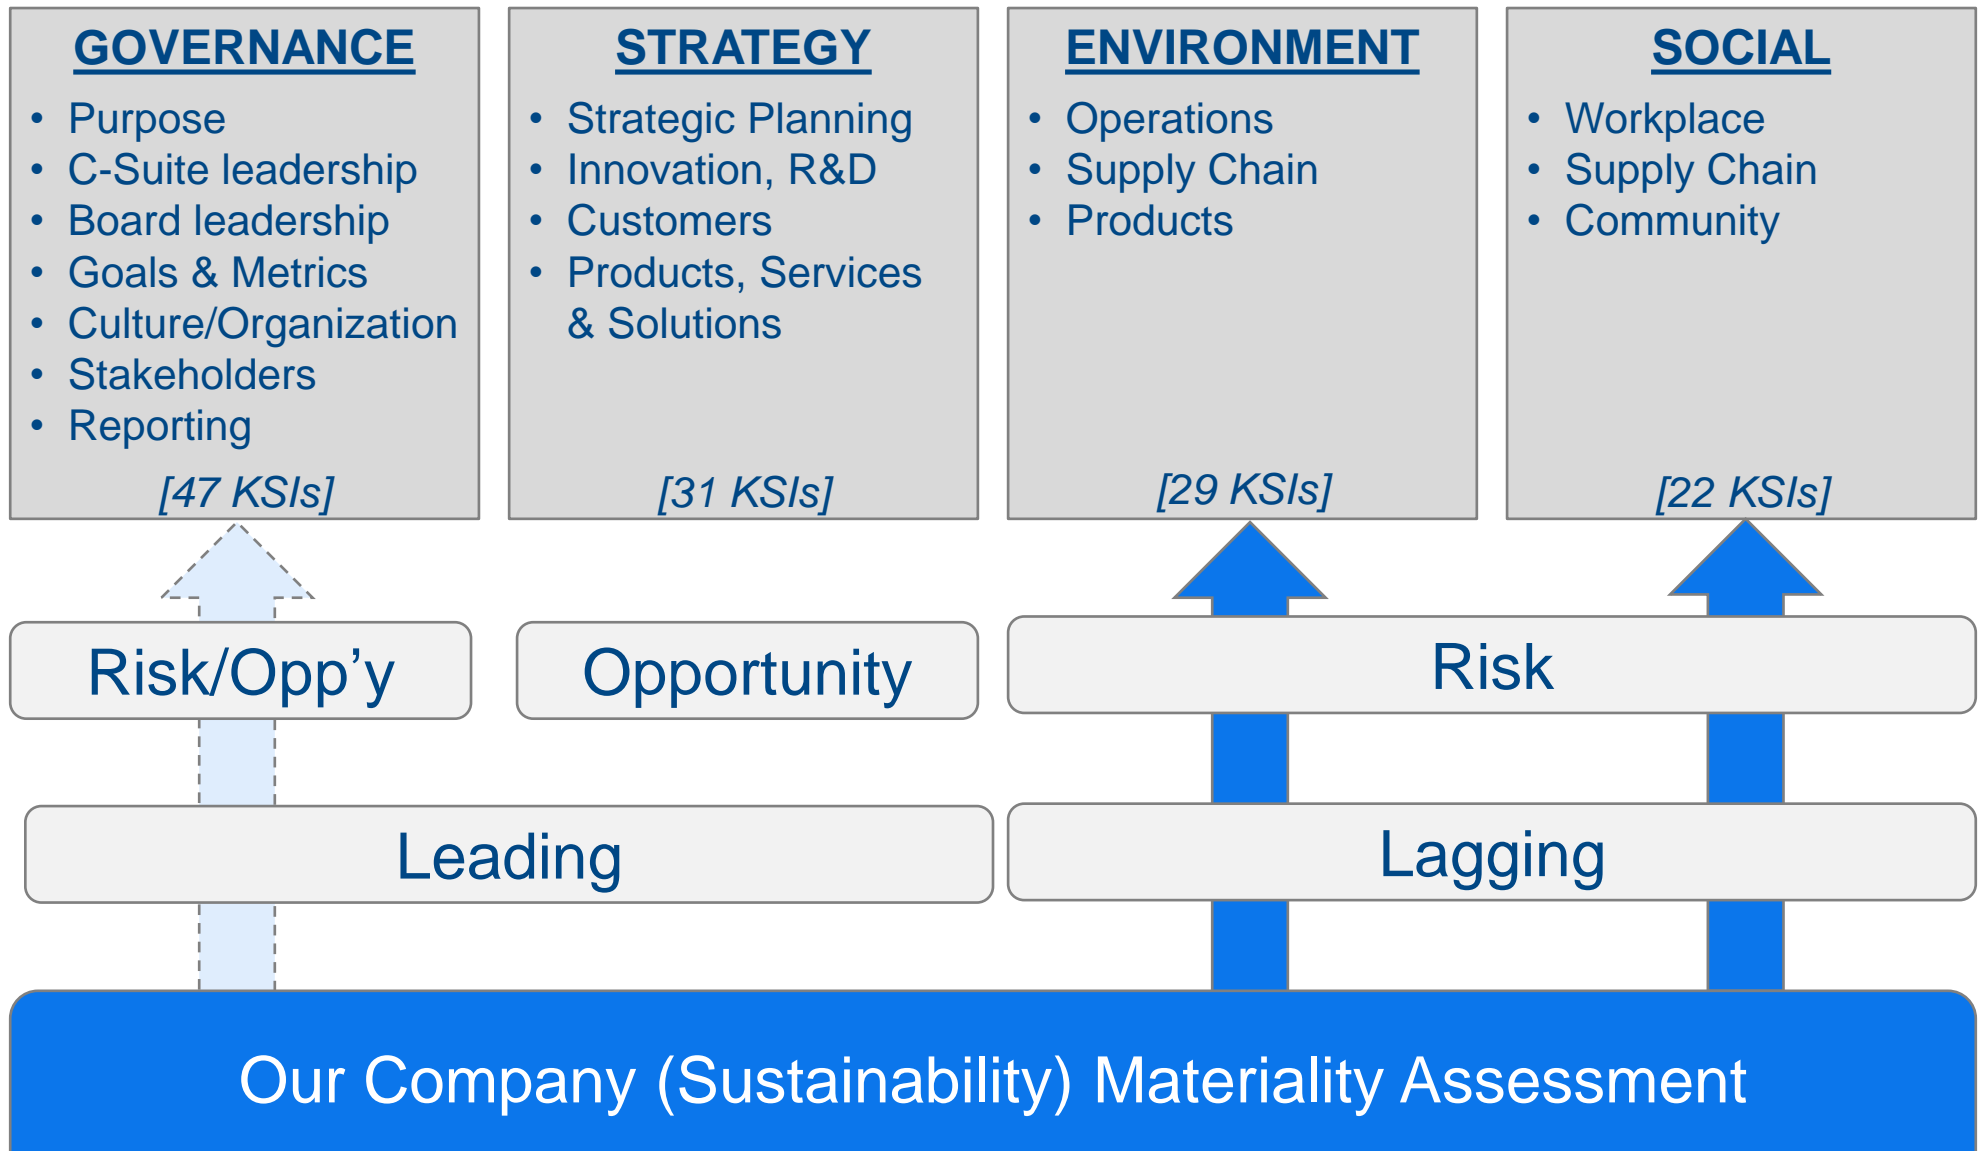 GOVERNANCE
• Purpose
• C-Suite leadership
• Board leadership
• Goals & Metrics
• Culture/Organization
• Stakeholders
• Reporting
[47 KSIs]
STRATEGY
• Strategic Planning
• Innovation, R&D
• Customers
• Products, Services
& Solutions
[31 KSIs]
ENVIRONMENT
• Operations
• Supply Chain
• Products
[29 KSIs]
SOCIAL
• Workplace
• Supply Chain
• Community
[22 KSIs]
Risk/Opp’y
Opportunity
Risk
Leading
Lagging
Our Company (Sustainability) Materiality Assessment